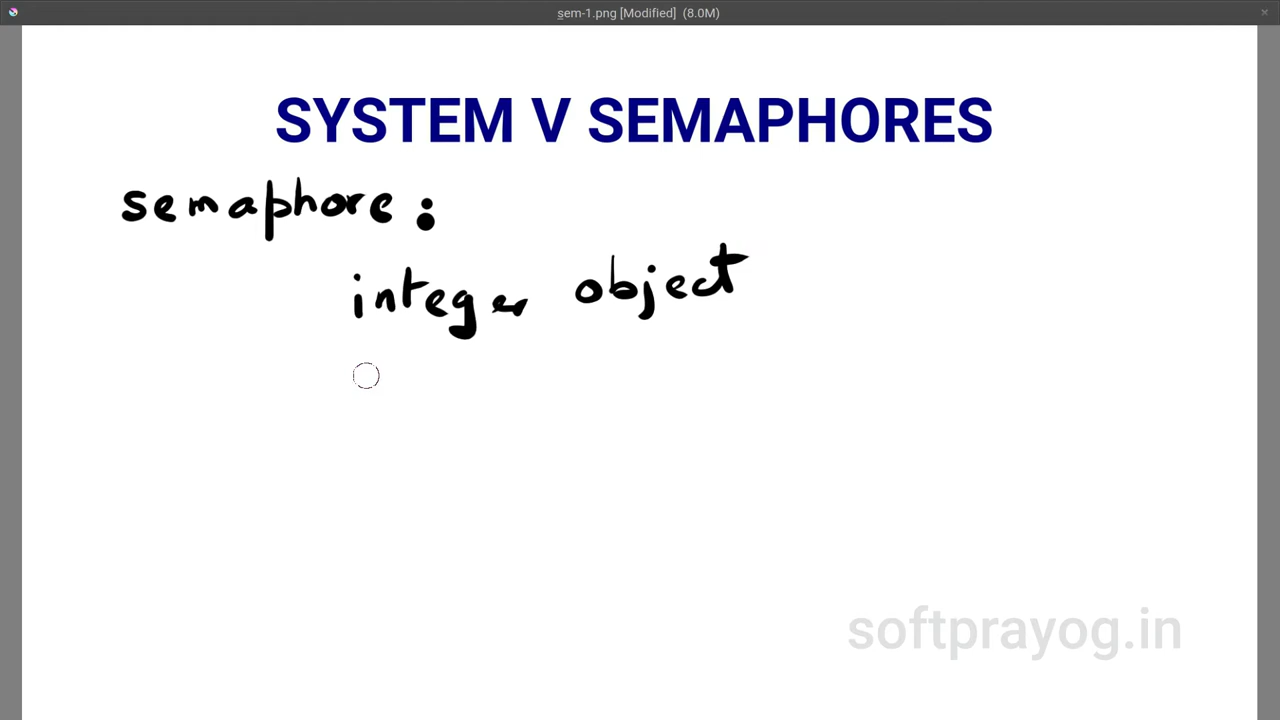 sem-1.png [Modified] (8.0M)
SYSTEM V SEMAPHORES
semaphore:
integer object
softprayog.in